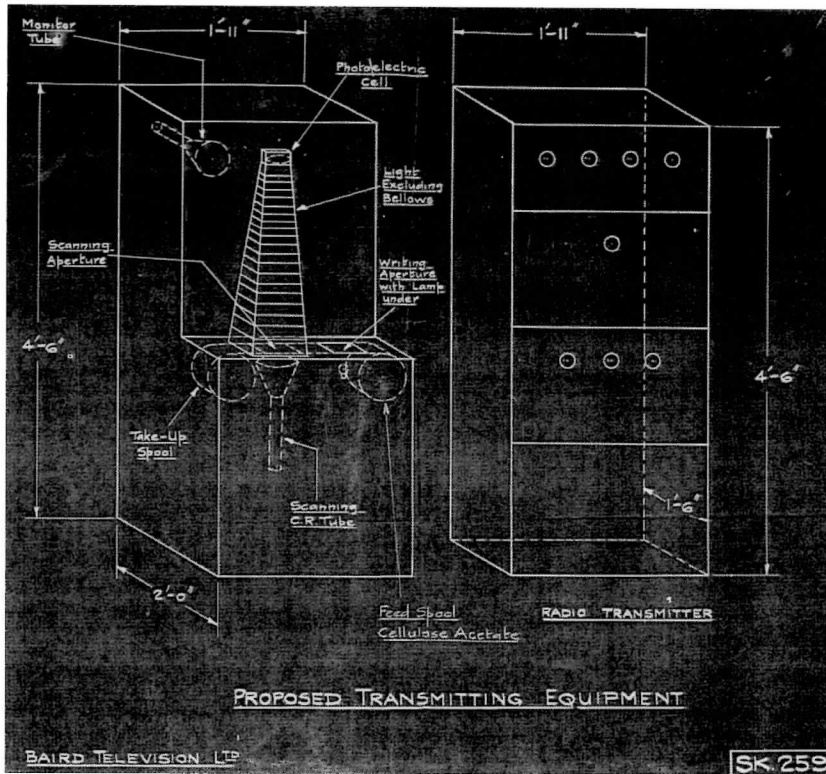 Monitor
Tube
1'-11"
1'-11"
Photoelectric
Cell
Light
Excluding
Bellows
Scanning
Aperture
Writing
Aperture
with Lamp
under
4'-6"
4'-6"
Take-Up
Spool
Scanning
C.R. Tube
1'-6"
2'-0"
Feed Spool
Cellulose Acetate
RADIO TRANSMITTER
PROPOSED TRANSMITTING EQUIPMENT
BAIRD TELEVISION LTD
SK.259